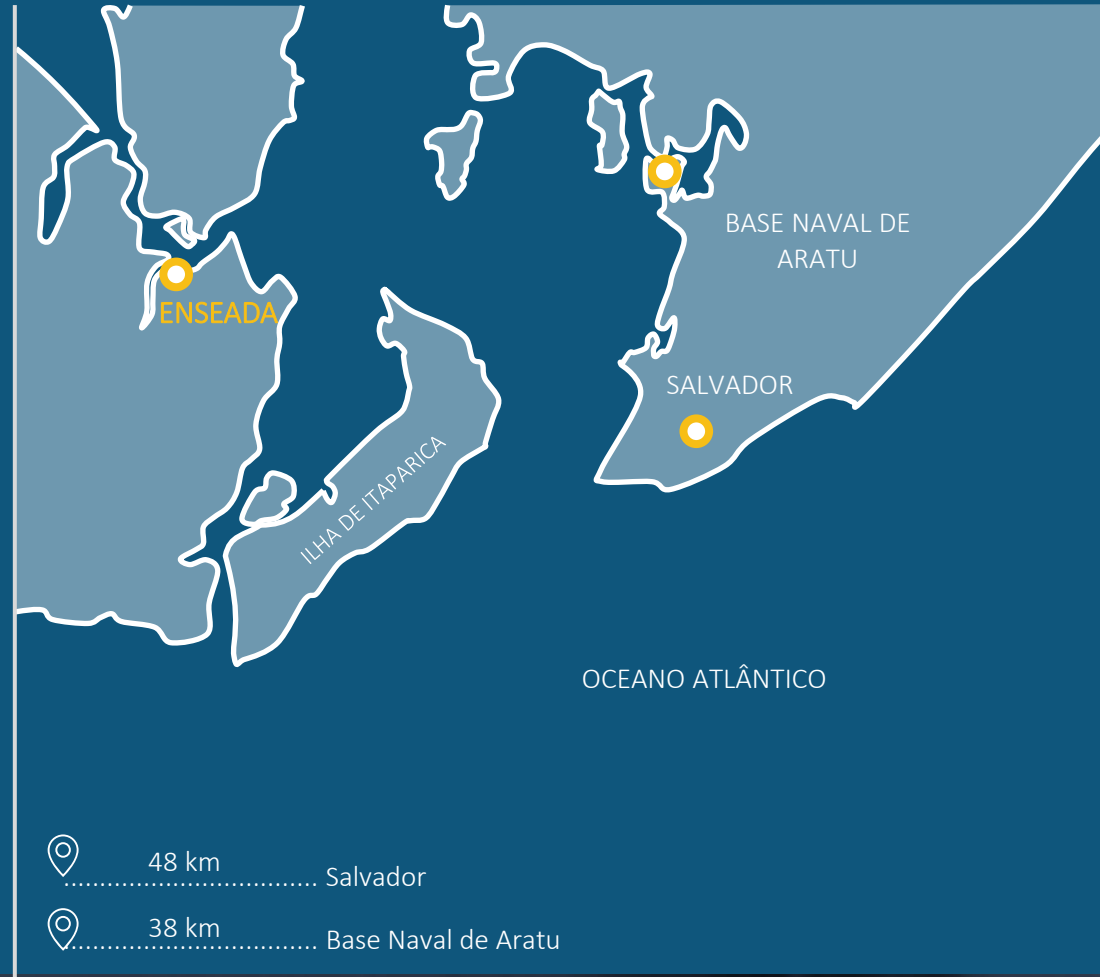 BASE NAVAL DE
ARATU
ENSEADA
SALVADOR
ILHA DE ITAPARICA
OCEANO ATLÂNTICO
48 km
.................................. Salvador
38 km
.................................. Base Naval de Aratu